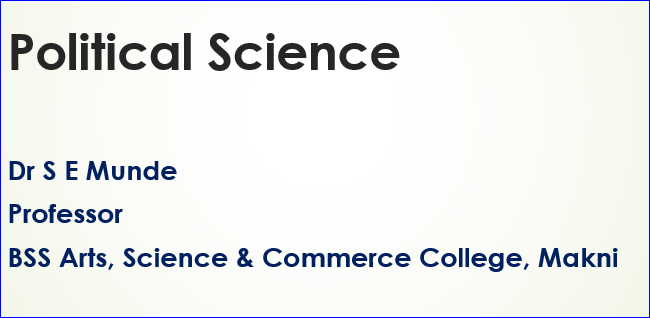 Political Science
Dr S E Munde
Professor
BSS Arts, Science & Commerce College, Makni